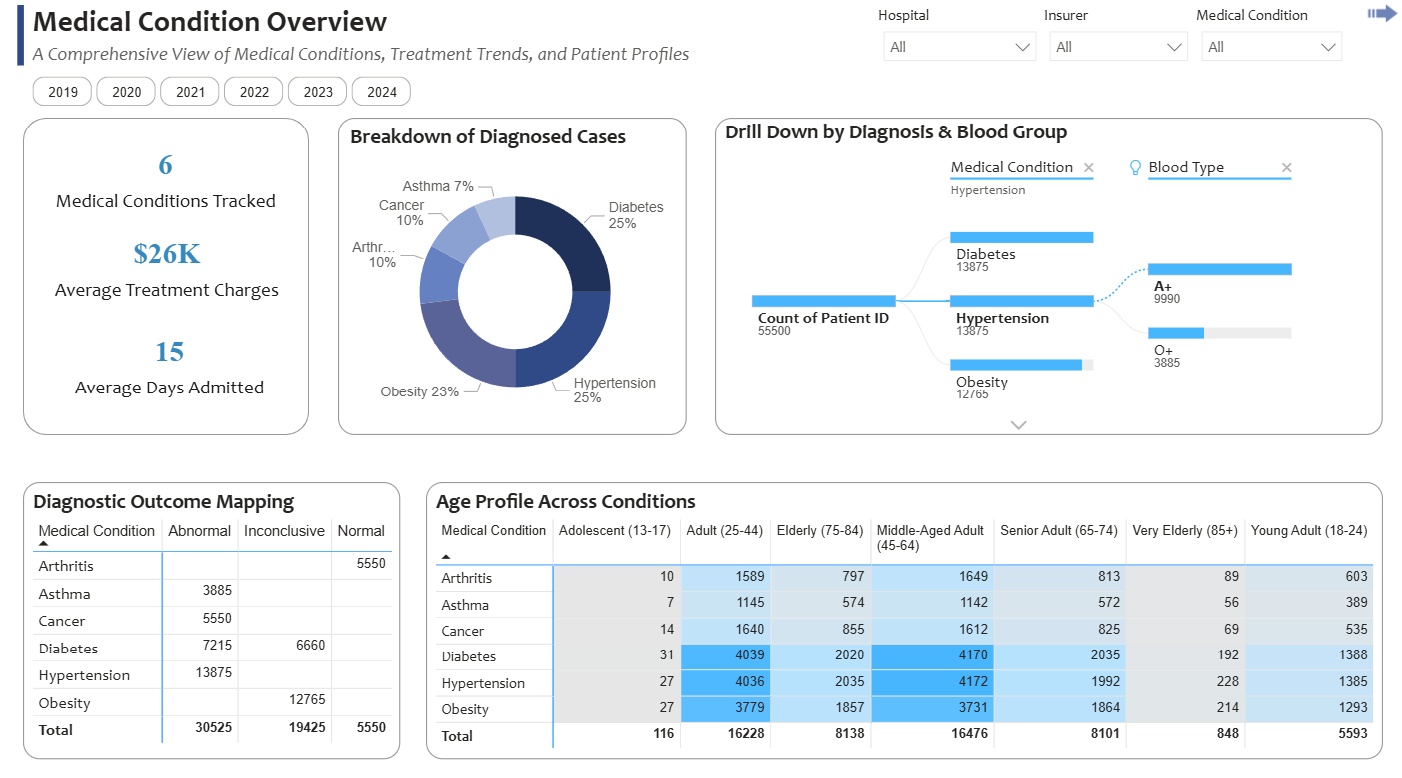 Medical Condition Overview
A Comprehensive View of Medical Conditions, Treatment Trends, and Patient Profiles
Hospital
Insurer
Medical Condition
All
All
All
2019
2020
2021
2022
2023
2024
6
Medical Conditions Tracked
$26K
Average Treatment Charges
15
Average Days Admitted
Breakdown of Diagnosed Cases
Asthma 7%
Cancer
10%
Arthr...
10%
Obesity 23%
Diabetes
25%
Hypertension
25%
Drill Down by Diagnosis & Blood Group
Medical Condition
Hypertension
Blood Type
Count of Patient ID
55500
Diabetes
13875
Hypertension
13875
Obesity
12765
A+
9990
O+
3885
Diagnostic Outcome Mapping
Medical Condition Abnormal Inconclusive Normal
Arthritis 5550
Asthma 3885
Cancer 5550
Diabetes 7215 6660
Hypertension 13875
Obesity 12765
Total 30525 19425 5550
Age Profile Across Conditions
Medical Condition Adolescent (13-17) Adult (25-44) Elderly (75-84) Middle-Aged Adult (45-64) Senior Adult (65-74) Very Elderly (85+) Young Adult (18-24)
Arthritis 10 1589 797 1649 813 89 603
Asthma 7 1145 574 1142 572 56 389
Cancer 14 1640 855 1612 825 69 535
Diabetes 31 4039 2020 4170 2035 192 1388
Hypertension 27 4036 2035 4172 1992 228 1385
Obesity 27 3779 1857 3731 1864 214 1293
Total 116 16228 8138 16476 8101 848 5593